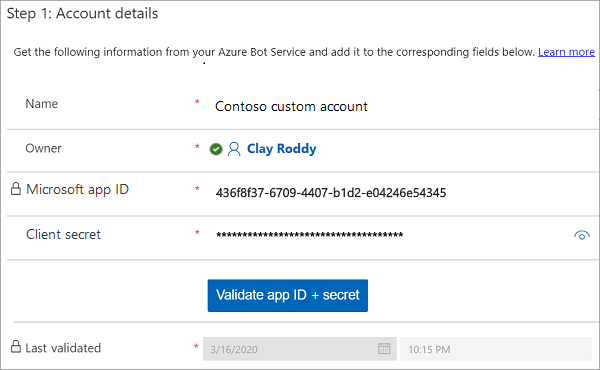 Step 1: Account details
Get the following information from your Azure Bot Service and add it to the corresponding fields below. Learn more
Name * Contoso custom account
Owner * Clay Roddy
Microsoft app ID * 436f8f37-6709-4407-b1d2-e04246e54345
Client secret * ************************************
Validate app ID + secret
Last validated * 3/16/2020 10:15 PM